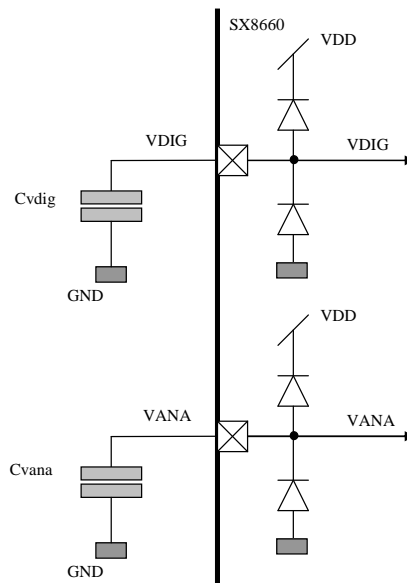 SX8660
VDD
VDIG
VDIG
Cvdig
GND
VDD
VANA
VANA
Cvana
GND